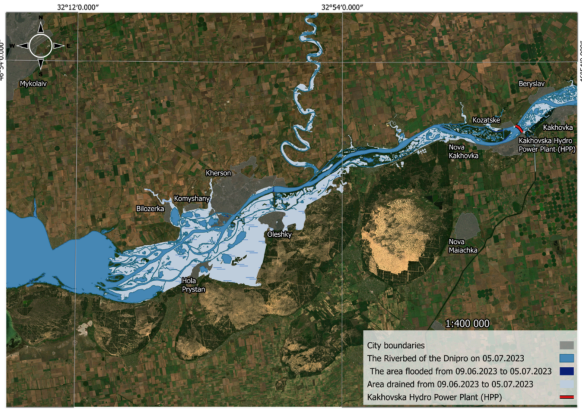 32°12'0.000"
32°54'0.000"
Mykolaiv
Beryslav
Kozatske
Kakhovka
Kakhovska Hydro
Power Plant (HPP)
Nova
Kakhovka
Kherson
Komyshany
Bilozerka
Oleshky
Nova
Maiachka
Hola
Prystan
1:400 000
City boundaries
The Riverbed of the Dnipro on 05.07.2023
The area flooded from 09.06.2023 to 05.07.2023
Area drained from 09.06.2023 to 05.07.2023
Kakhovska Hydro Power Plant (HPP)